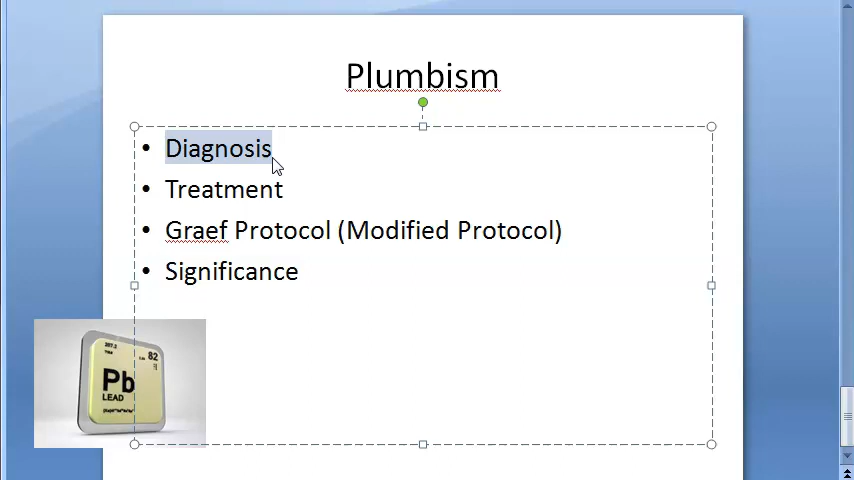 Plumbism
• Diagnosis
• Treatment
• Graef Protocol (Modified Protocol)
• Significance
82
Pb
LEAD